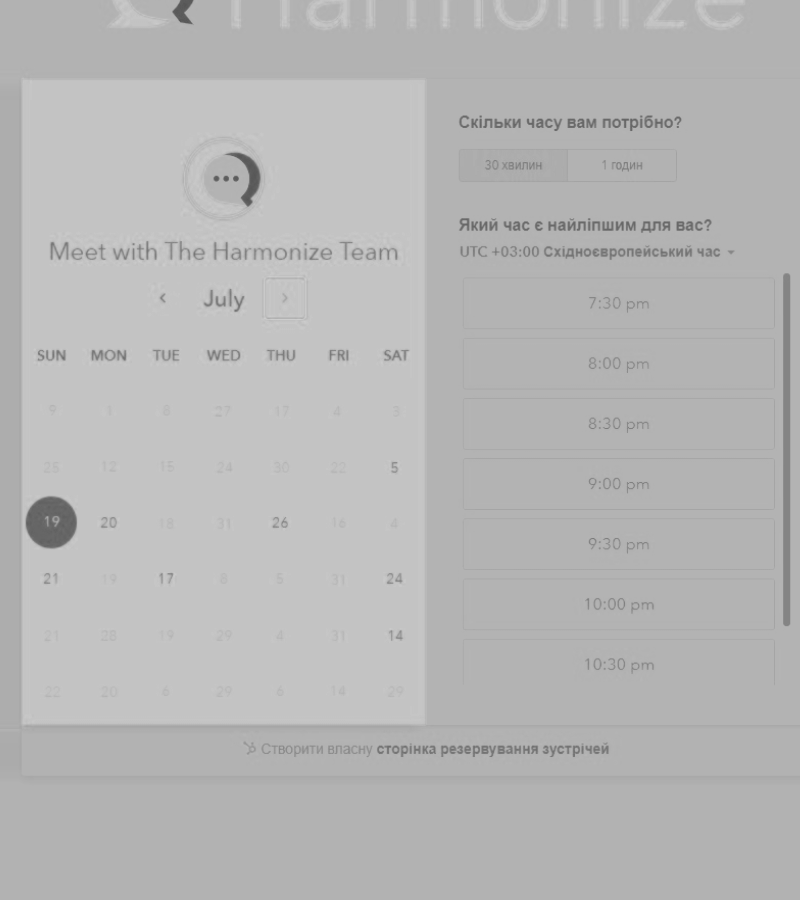 Harmonize
Meet with The Harmonize Team
July
SUN MON TUE WED THU FRI SAT
9 1 8 27 17 4 3
28 12 15 24 30 22 5
19 20 18 31 26 16 4
21 19 17 8 5 31 24
21 28 19 29 4 31 14
22 20 6 29 6 14 29
Скільки часу вам потрібно?
30 хвилин 1 годин
Який час є найліпшим для вас?
UTC +03:00 Східноєвропейський час
7:30 pm
8:00 pm
8:30 pm
9:00 pm
9:30 pm
10:00 pm
10:30 pm
Створити власну сторінка резервування зустрічей